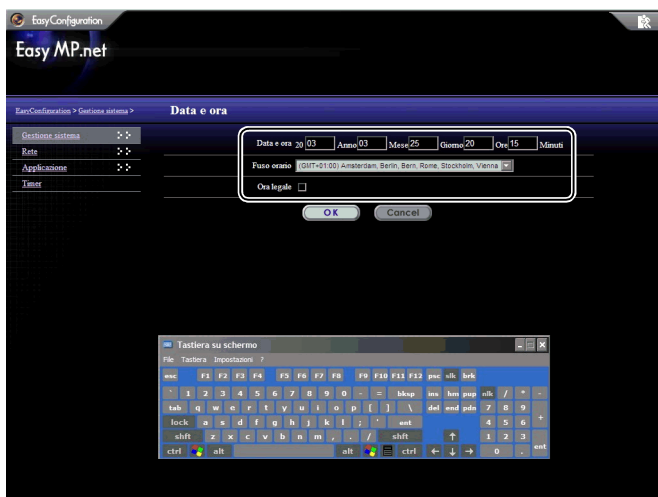 EasyConfiguration
Easy MP.net
EasyConfiguration > Gestione sistema >
Data e ora
Gestione sistema
Rete
Applicazione
Timer
Data e ora 20 03 Anno 03 Mese 25 Giorno 20 Ore 15 Minuti
Fuso orario (GMT+01:00) Amsterdam, Berlin, Bern, Rome, Stockholm, Vienna
Ora legale
OK Cancel
Tastiera su schermo
File Tastiera Impostazioni ?
esc F1 F2 F3 F4 F5 F6 F7 F8 F9 F10 F11 F12 psc slk brk
` 1 2 3 4 5 6 7 8 9 0 - = bksp ins hm pup nlk / * -
tab q w e r t y u i o p [ ] \ del end pdn 7 8 9 +
lock a s d f g h j k l ; ' ent 4 5 6
shft z x c v b n m , . / shft ↑ 1 2 3 ent
ctrl alt alt ctrl ← ↓ → 0 .